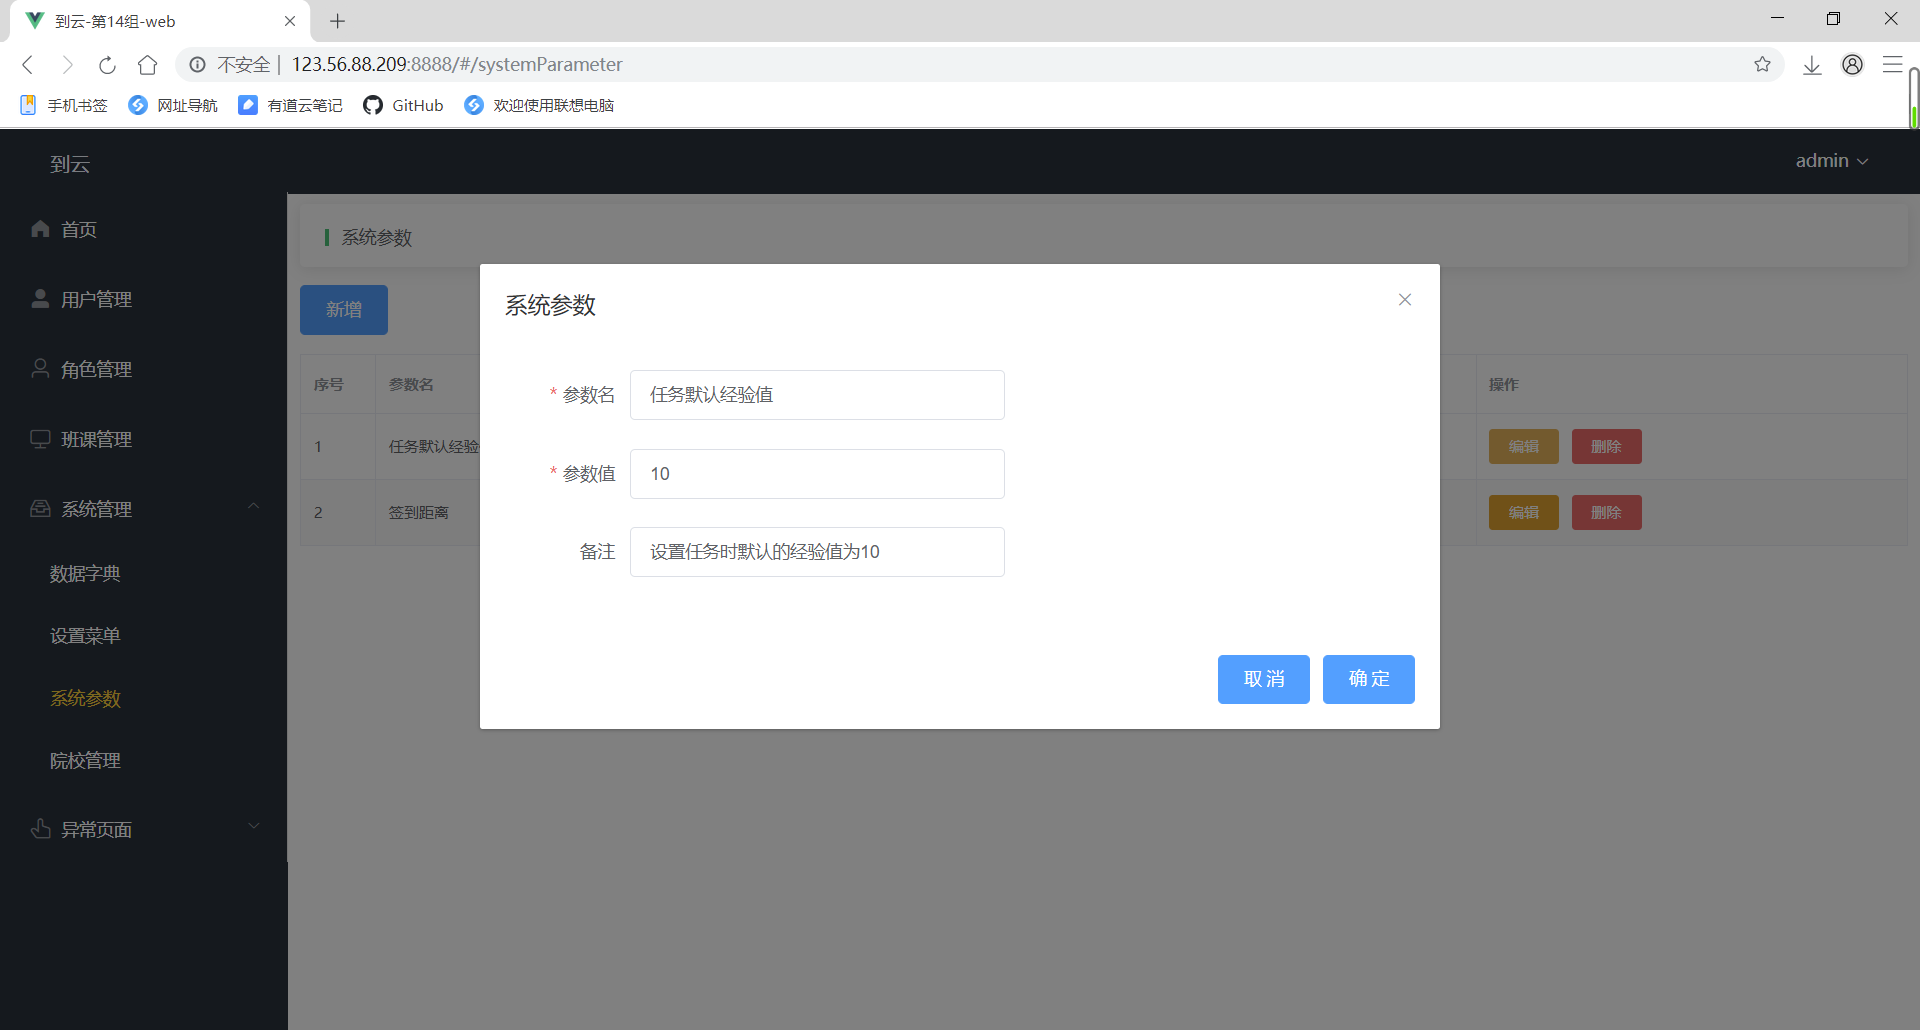 到云-第14组-web
不安全 | 123.56.88.209:8888/#/systemParameter
手机书签 网址导航 有道云笔记 GitHub 欢迎使用联想电脑
到云
admin
首页
用户管理
角色管理
班课管理
系统管理
数据字典
设置菜单
系统参数
院校管理
异常页面
系统参数
新增
序号 参数名 操作
1 任务默认经验 编辑 删除
2 签到距离 编辑 删除
系统参数
* 参数名 任务默认经验值
* 参数值 10
备注 设置任务时默认的经验值为10
取消 确定